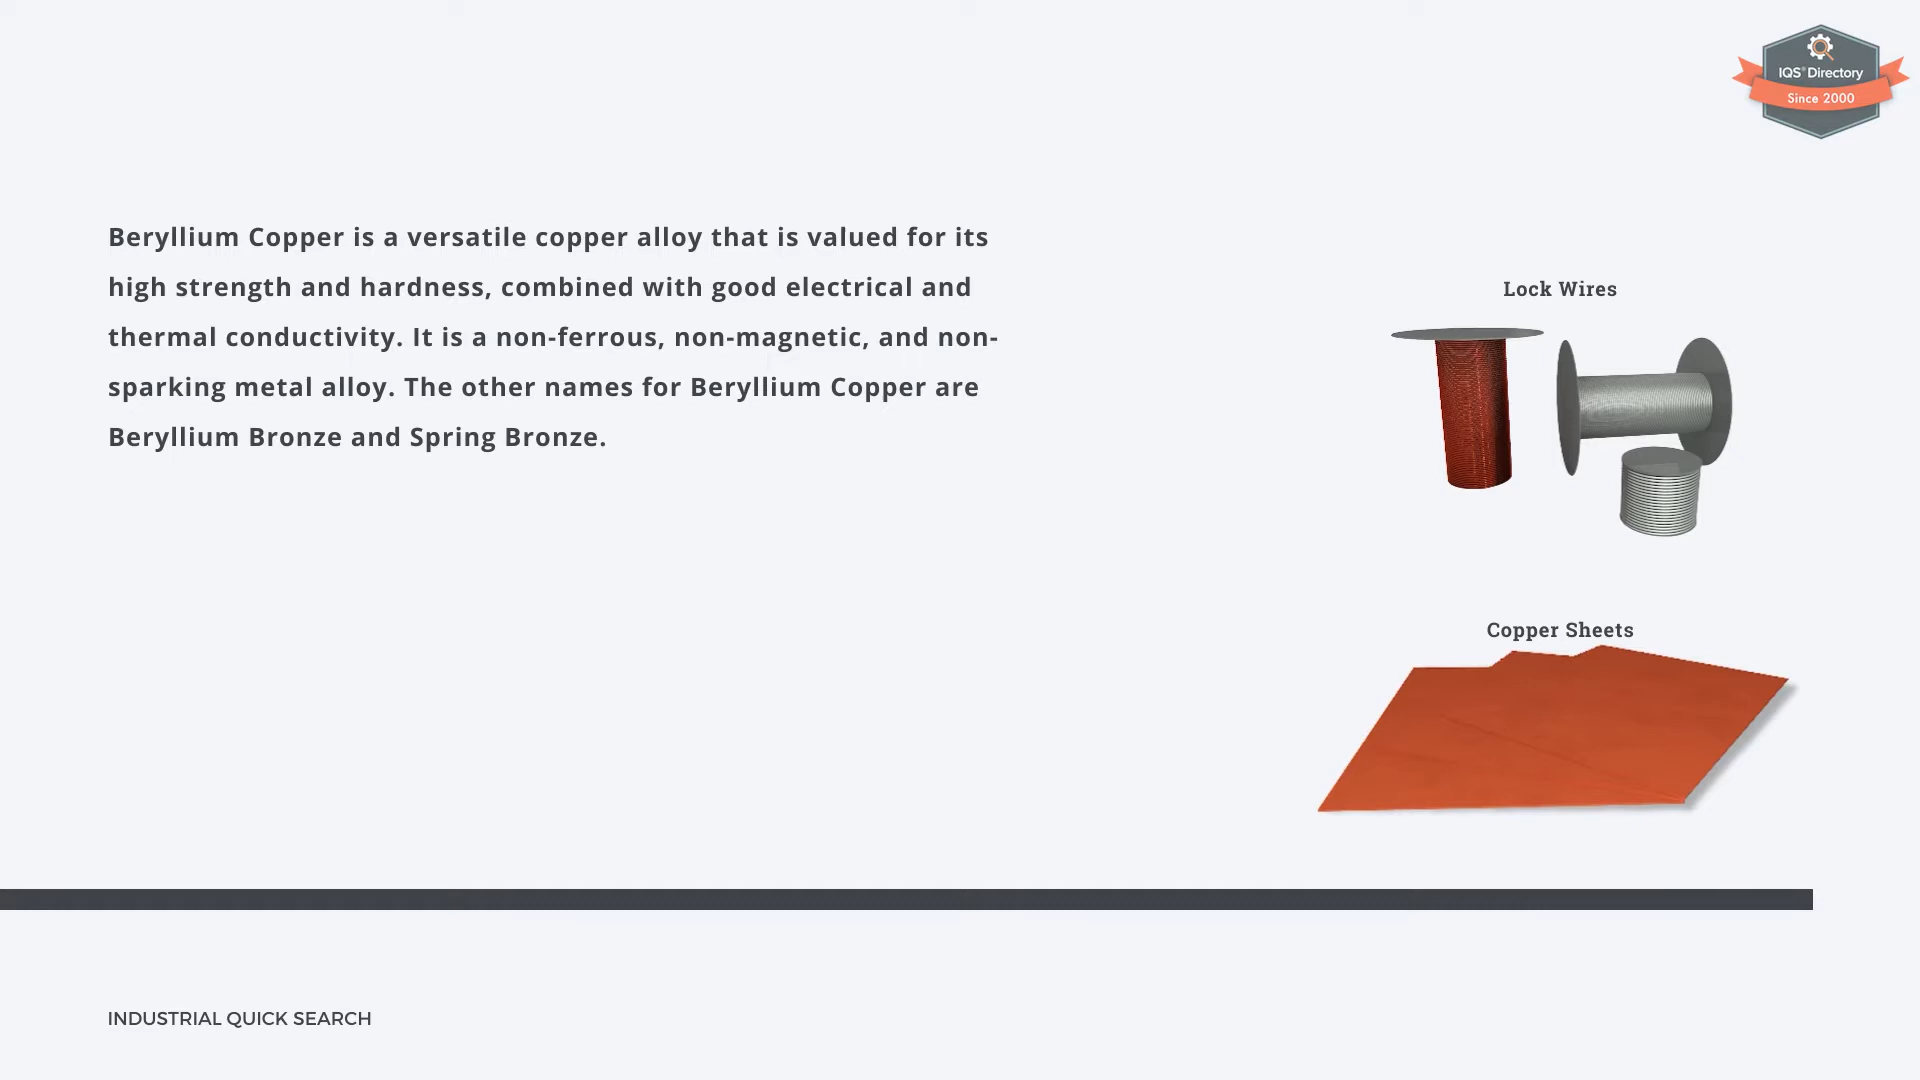 IQS® Directory
Since 2000
Beryllium Copper is a versatile copper alloy that is valued for its
high strength and hardness, combined with good electrical and
thermal conductivity. It is a non-ferrous, non-magnetic, and non-
sparking metal alloy. The other names for Beryllium Copper are
Beryllium Bronze and Spring Bronze.
Lock Wires
Copper Sheets
INDUSTRIAL QUICK SEARCH